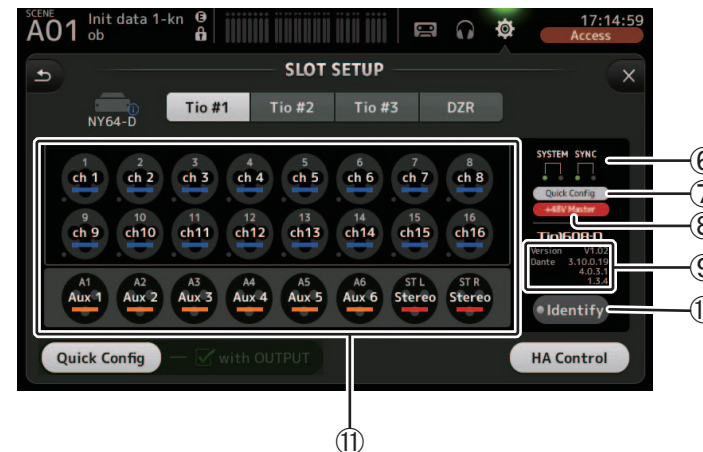 SCENE
A01 Init data 1-kn
ob
E
17:14:59
Access
SLOT SETUP
NY64-D
Tio #1 Tio #2 Tio #3 DZR
1 2 3 4 5 6 7 8
ch 1 ch 2 ch 3 ch 4 ch 5 ch 6 ch 7 ch 8
9 10 11 12 13 14 15 16
ch 9 ch10 ch11 ch12 ch13 ch14 ch15 ch16
A1 A2 A3 A4 A5 A6 ST L ST R
Aux 1 Aux 2 Aux 3 Aux 4 Aux 5 Aux 6 Stereo Stereo
SYSTEM SYNC
Quick Config
+48V Master
Tio1608-D
Version V1.02
Dante 3.10.0.19
4.0.3.1
1.3.4
Identify
Quick Config with OUTPUT HA Control
⑥
⑦
⑧
⑨
⑪